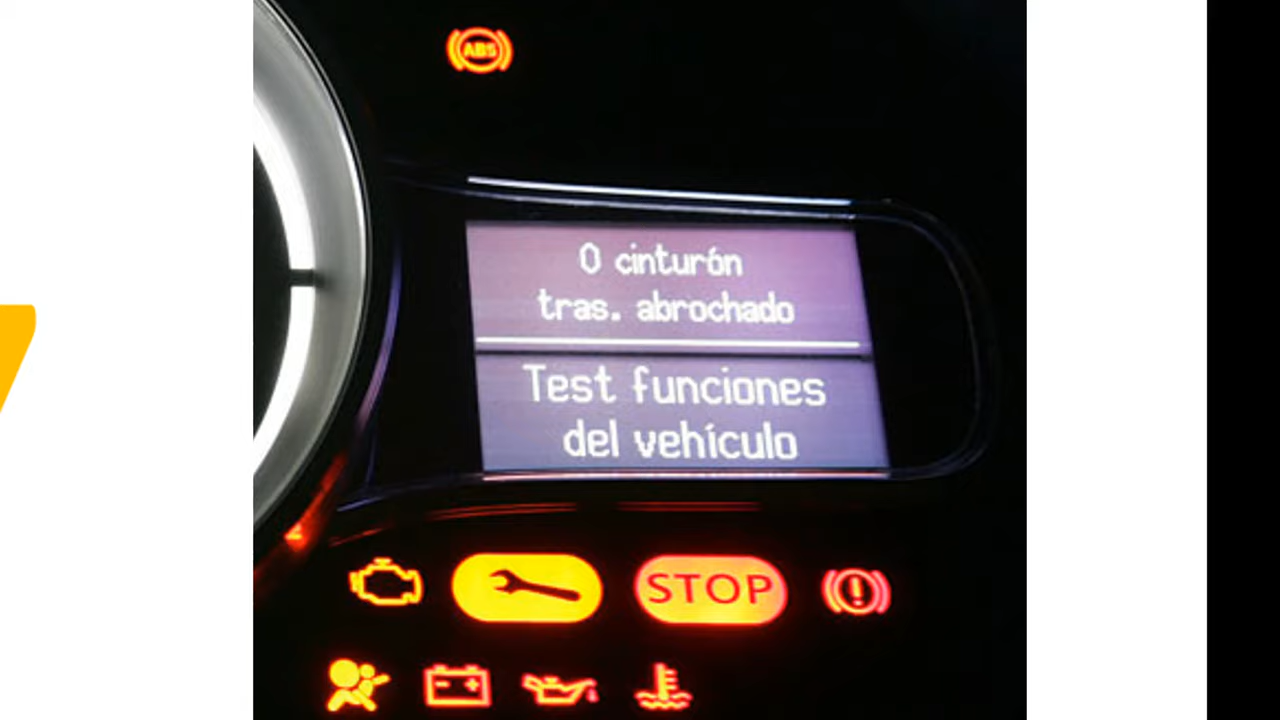 ABS
0 cinturón
tras. abrochado
Test funciones
del vehículo
STOP